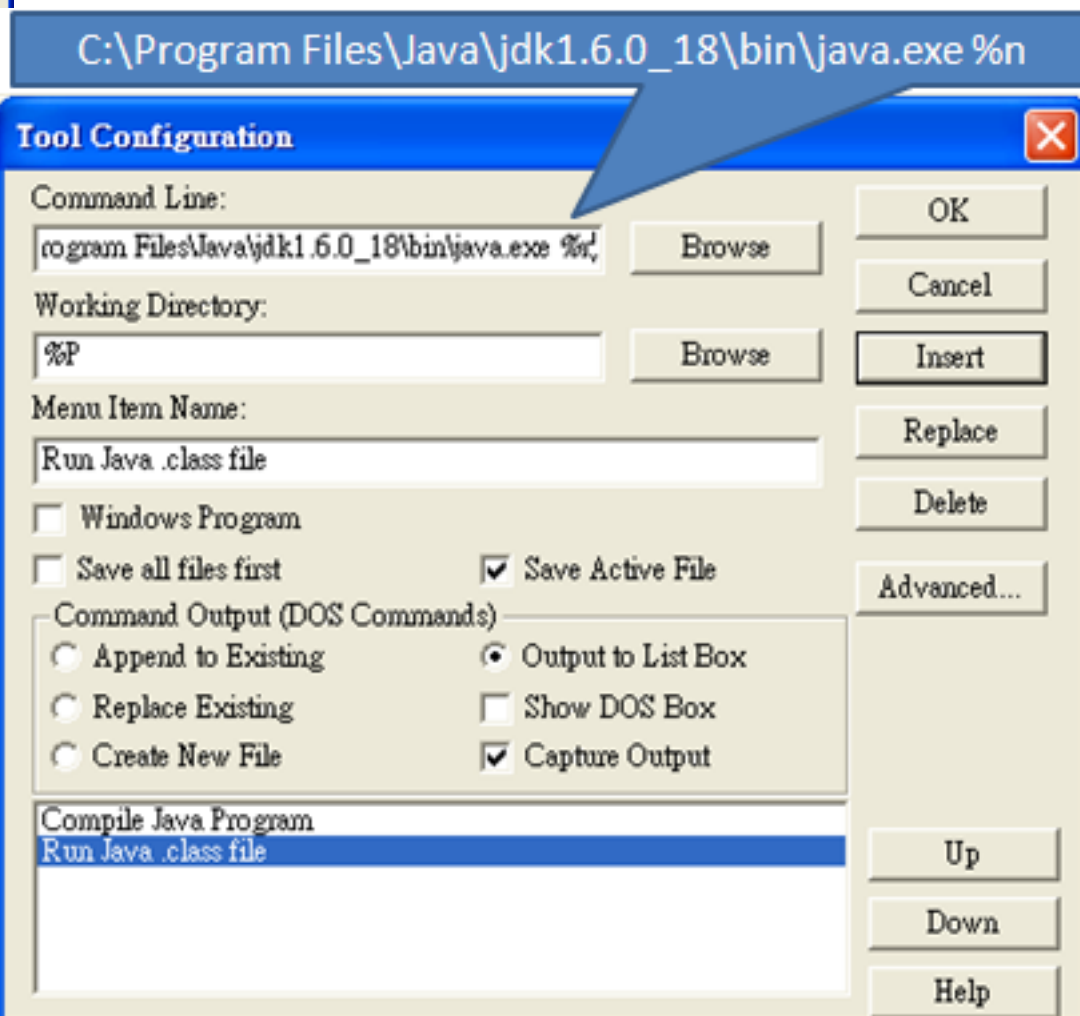 C:\Program Files\Java\jdk1.6.0_18\bin\java.exe %n
Tool Configuration
Command Line:
OK
rogram Files\Java\jdk1.6.0_18\bin\java.exe %n
Browse
Cancel
Working Directory:
%P
Browse
Insert
Menu Item Name:
Replace
Run Java .class file
Delete
Windows Program
Save all files first
Save Active File
Advanced...
Command Output (DOS Commands)
Append to Existing
Output to List Box
Replace Existing
Show DOS Box
Create New File
Capture Output
Compile Java Program
Run Java .class file
Up
Down
Help